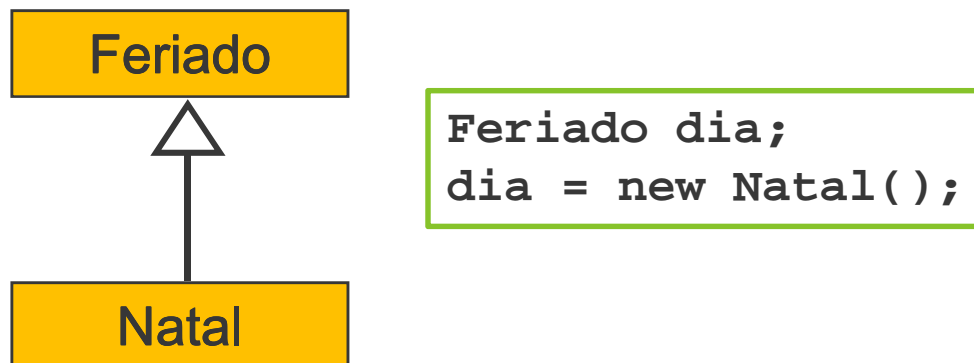 Feriado
Feriado dia;
dia = new Natal();
Natal